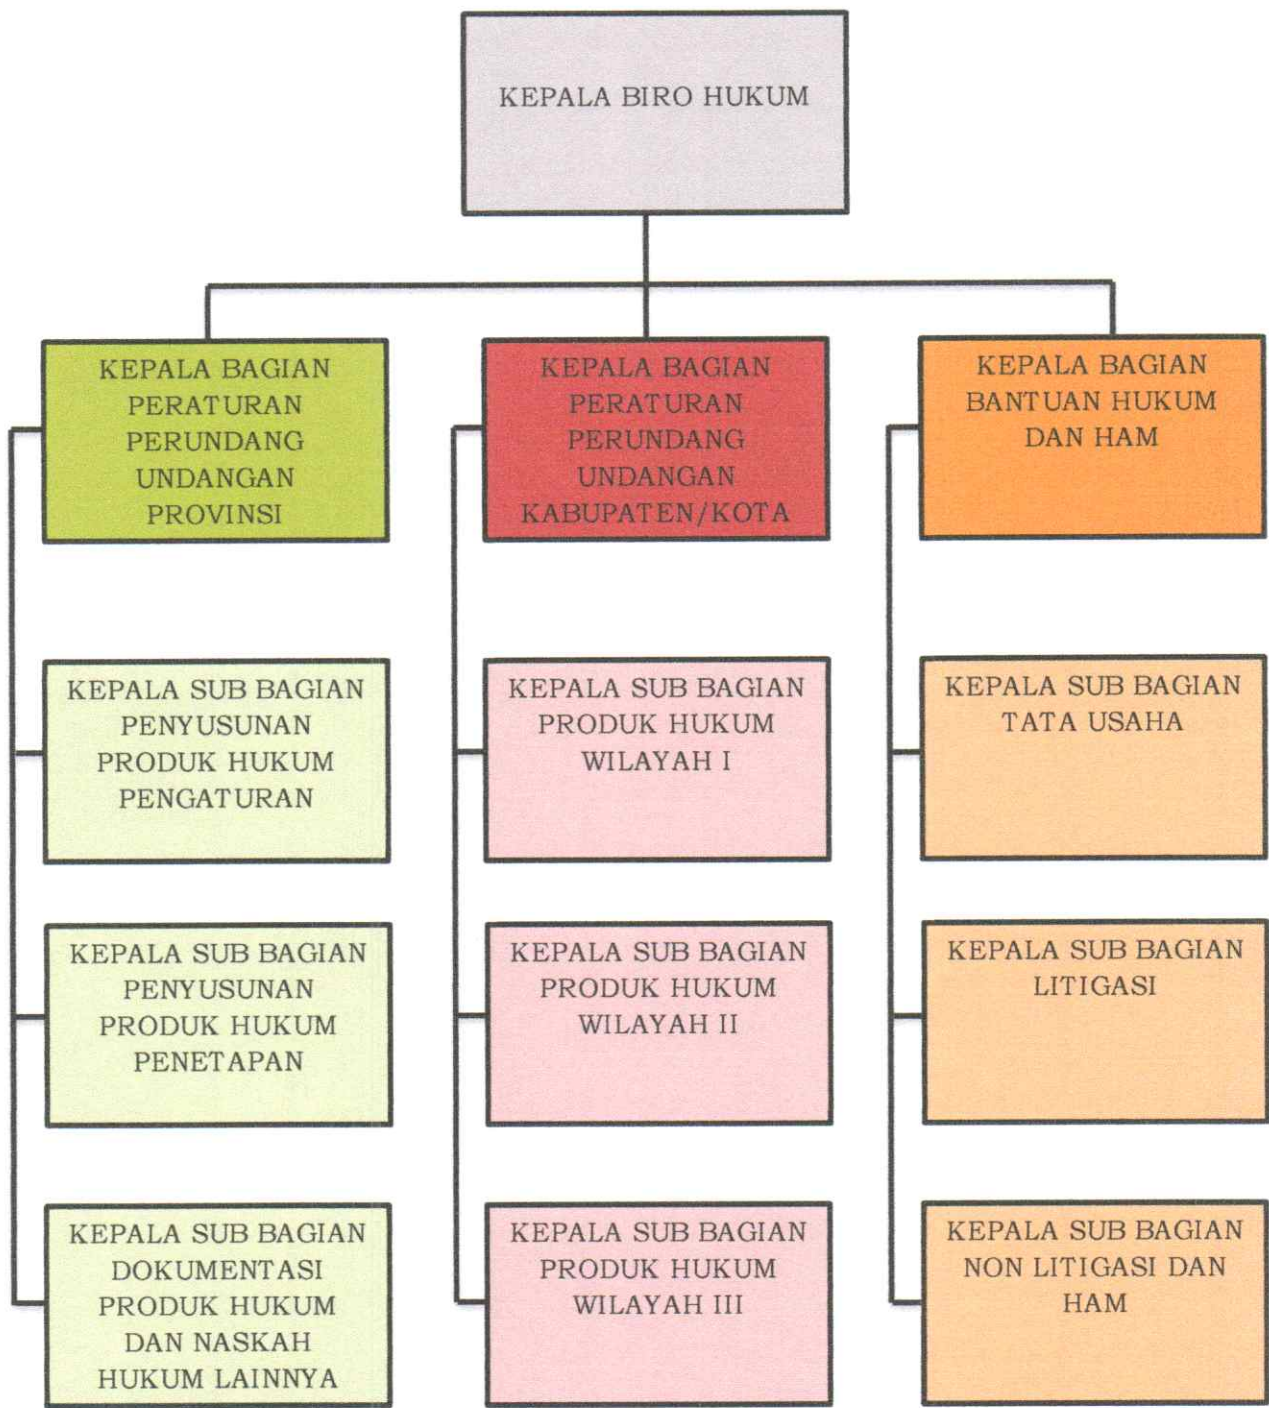 KEPALA BIRO HUKUM
KEPALA BAGIAN
PERATURAN
PERUNDANG
UNDANGAN
PROVINSI
KEPALA BAGIAN
PERATURAN
PERUNDANG
UNDANGAN
KABUPATEN/KOTA
KEPALA BAGIAN
BANTUAN HUKUM
DAN HAM
KEPALA SUB BAGIAN
PENYUSUNAN
PRODUK HUKUM
PENGATURAN
KEPALA SUB BAGIAN
PRODUK HUKUM
WILAYAH I
KEPALA SUB BAGIAN
TATA USAHA
KEPALA SUB BAGIAN
PENYUSUNAN
PRODUK HUKUM
PENETAPAN
KEPALA SUB BAGIAN
PRODUK HUKUM
WILAYAH II
KEPALA SUB BAGIAN
LITIGASI
KEPALA SUB BAGIAN
DOKUMENTASI
PRODUK HUKUM
DAN NASKAH
HUKUM LAINNYA
KEPALA SUB BAGIAN
PRODUK HUKUM
WILAYAH III
KEPALA SUB BAGIAN
NON LITIGASI DAN
HAM